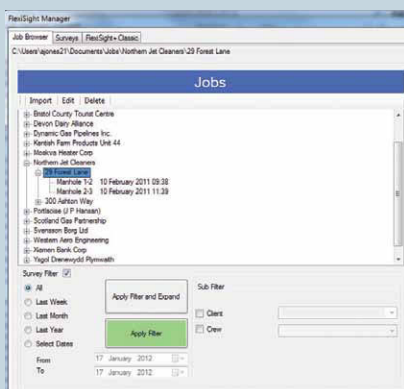 FlexiSight Manager
Job Browser Surveys FlexiSight+ Classic
C:\Users\ajones21\Documents\Jobs\Northern Jet Cleaners\29 Forest Lane
Jobs
Import Edit Delete
Bristol County Tourist Centre
Devon Dairy Alliance
Dynamic Gas Pipelines Inc.
Kentish Farm Products Unit 44
Moskva Heater Corp
Northern Jet Cleaners
29 Forest Lane
Manhole 1-2 10 February 2011 09:38
Manhole 2-3 10 February 2011 11:39
300 Ashton Way
Portlaoise (J P Hansan)
Scotland Gas Partnership
Svensson Borg Ltd
Western Aero Engineering
Xiamen Bank Corp
Ysgol Drenewydd Plymwaith
Survey Filter
All
Last Week
Last Month
Last Year
Select Dates
Apply Filter and Expand
Apply Filter
Sub Filter
Client
Crew
From 17 January 2012
To 17 January 2012